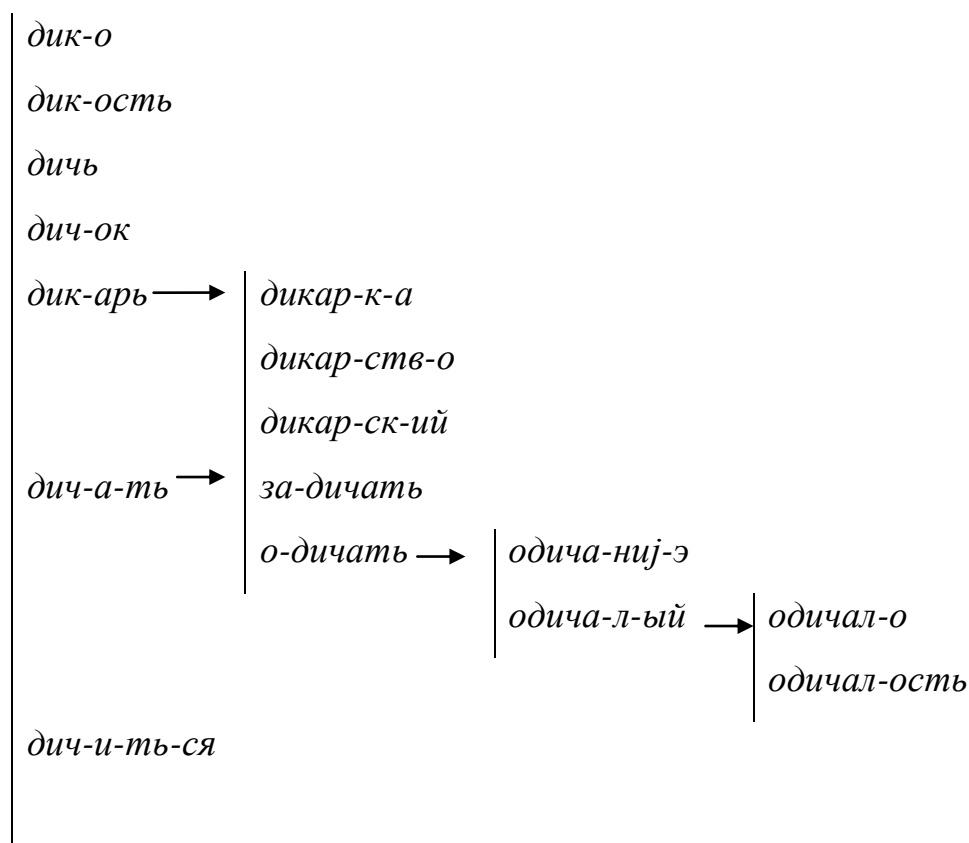 дик-о
дик-ость
дичь
дич-ок
дик-арь дикар-к-а
дикар-ств-о
дикар-ск-ий
дич-а-ть за-дичать
о-дичать одича-ниj-э
одича-л-ый одичал-о
одичал-ость
дич-и-ть-ся